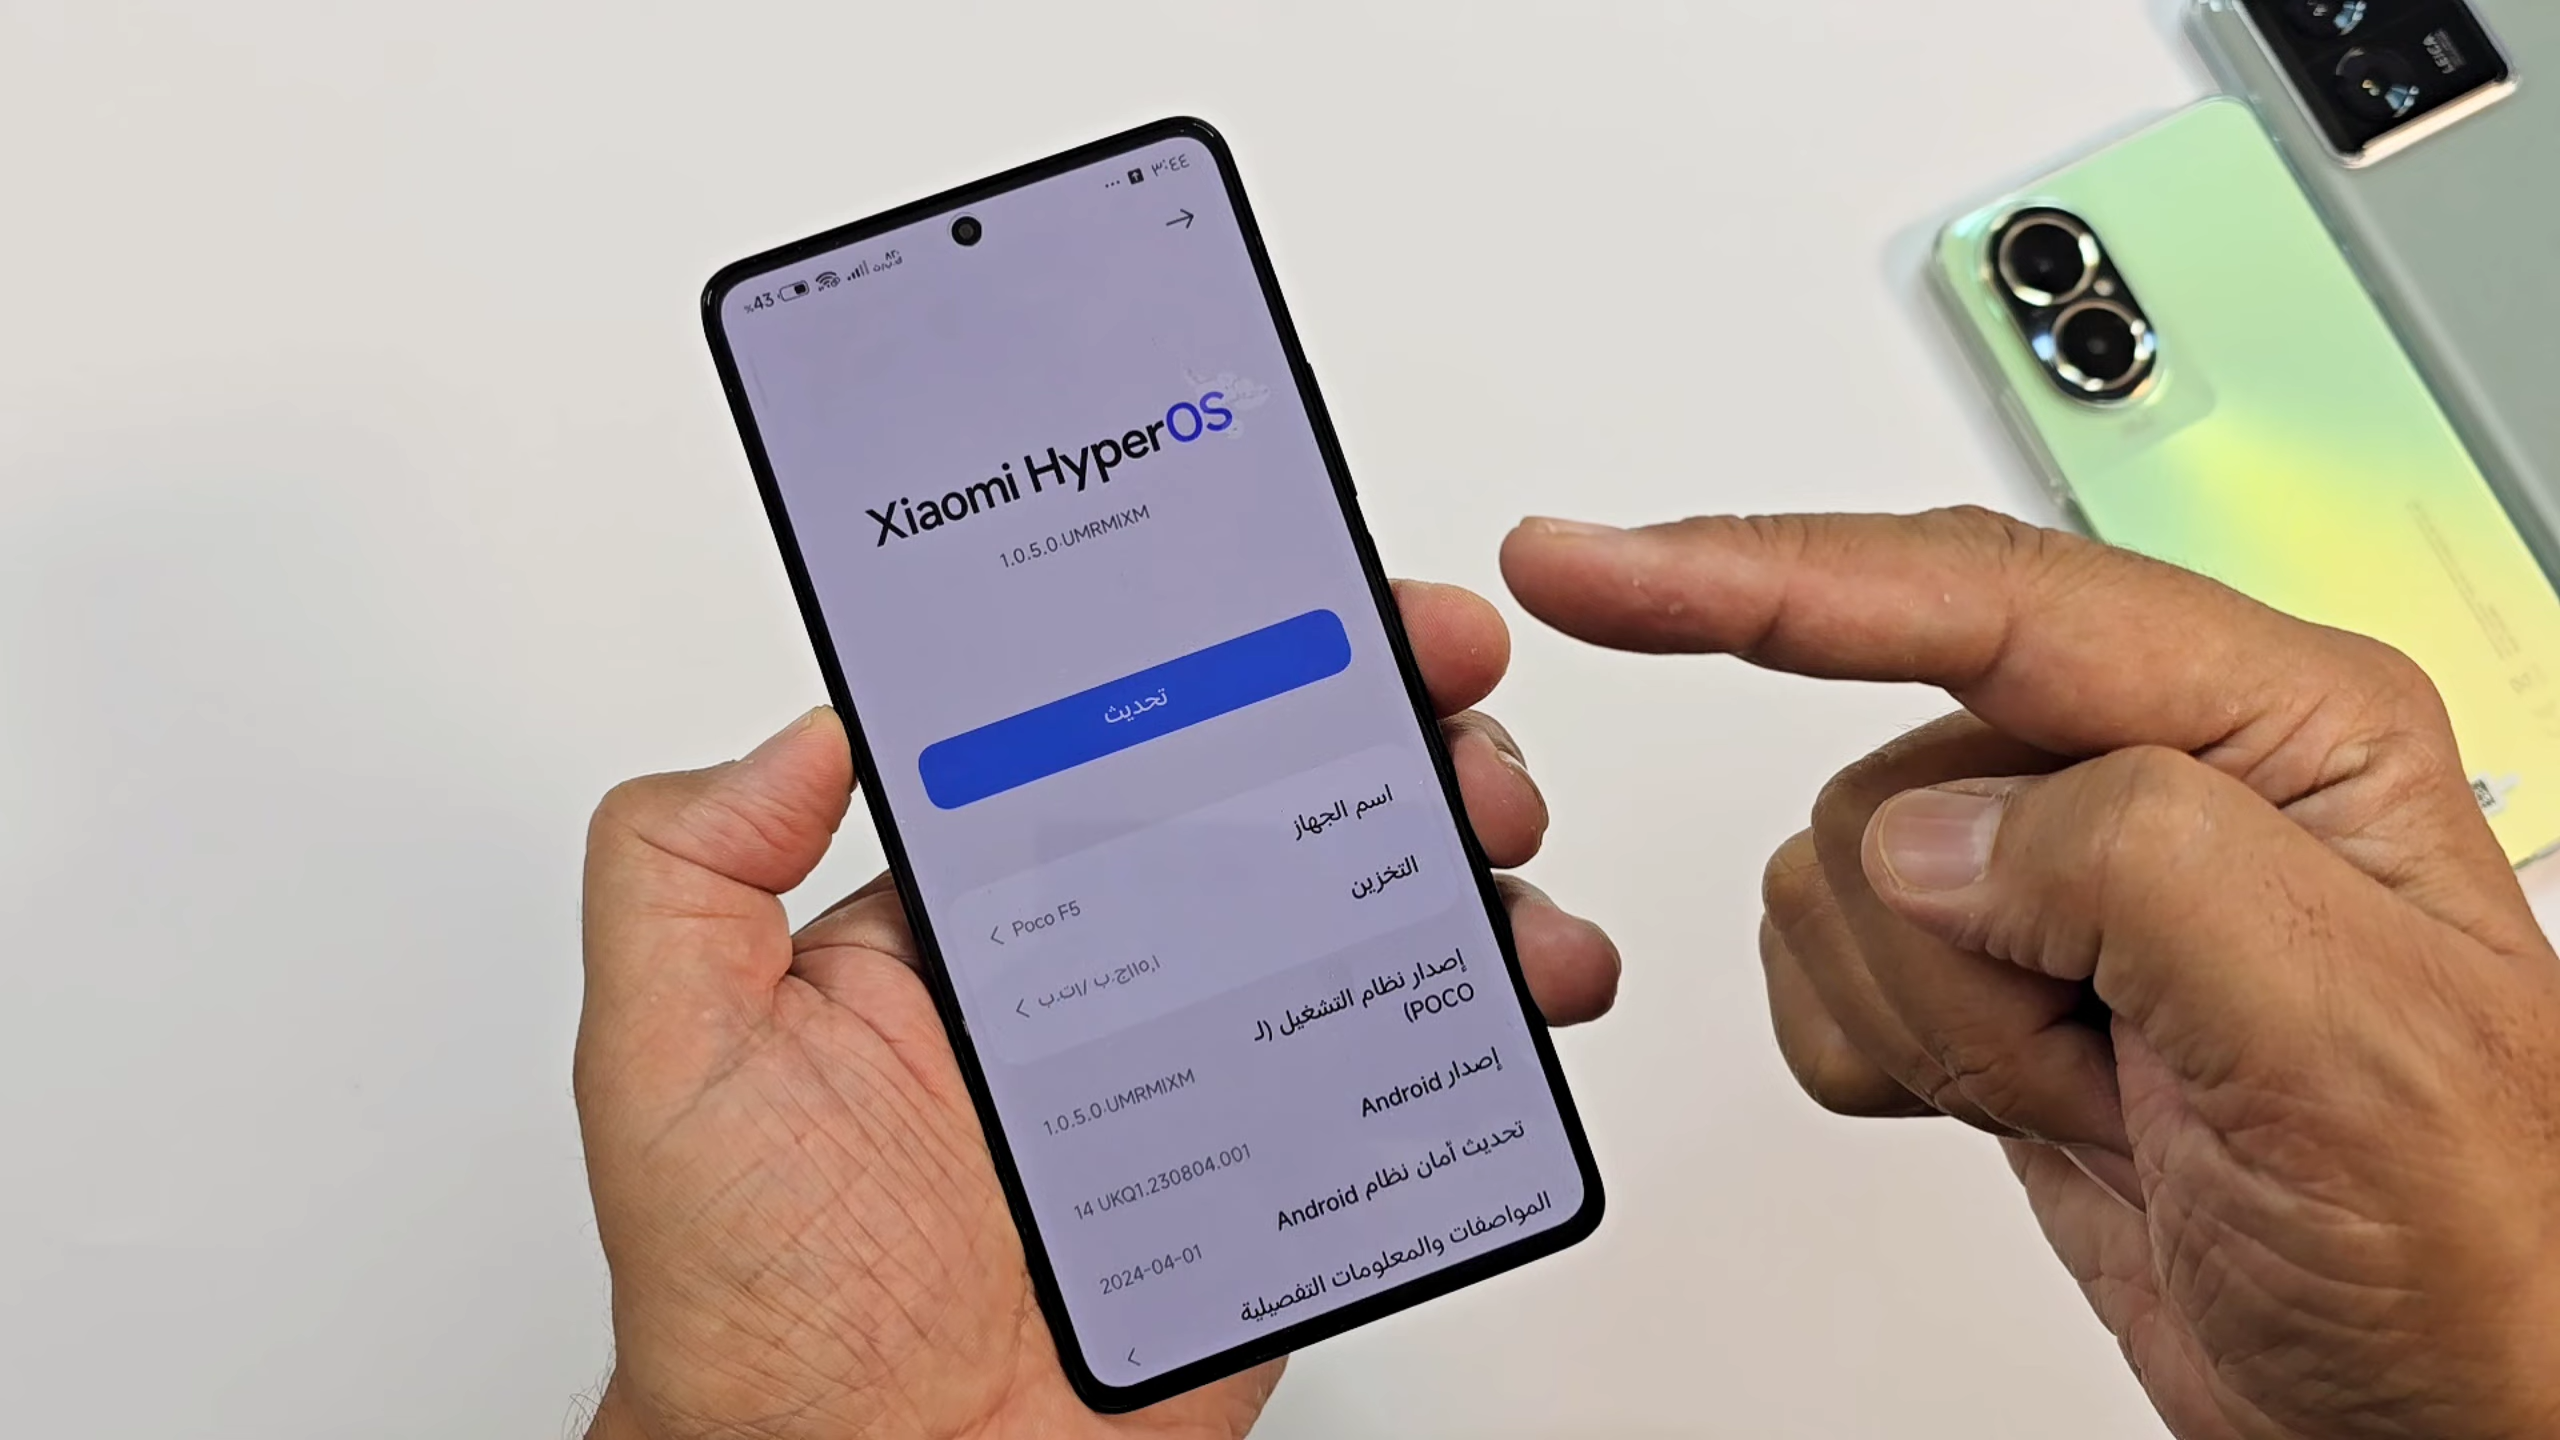 ٣:٤٤
%43
Xiaomi HyperOS
1.0.5.0.UMRMIXM
تحديث
اسم الجهاز
Poco F5
التخزين
إصدار نظام التشغيل (لـ
POCO)
1.0.5.0.UMRMIXM
إصدار Android
14 UKQ1.230804.001
تحديث أمان نظام Android
2024-04-01
المواصفات والمعلومات التفصيلية
LEICA